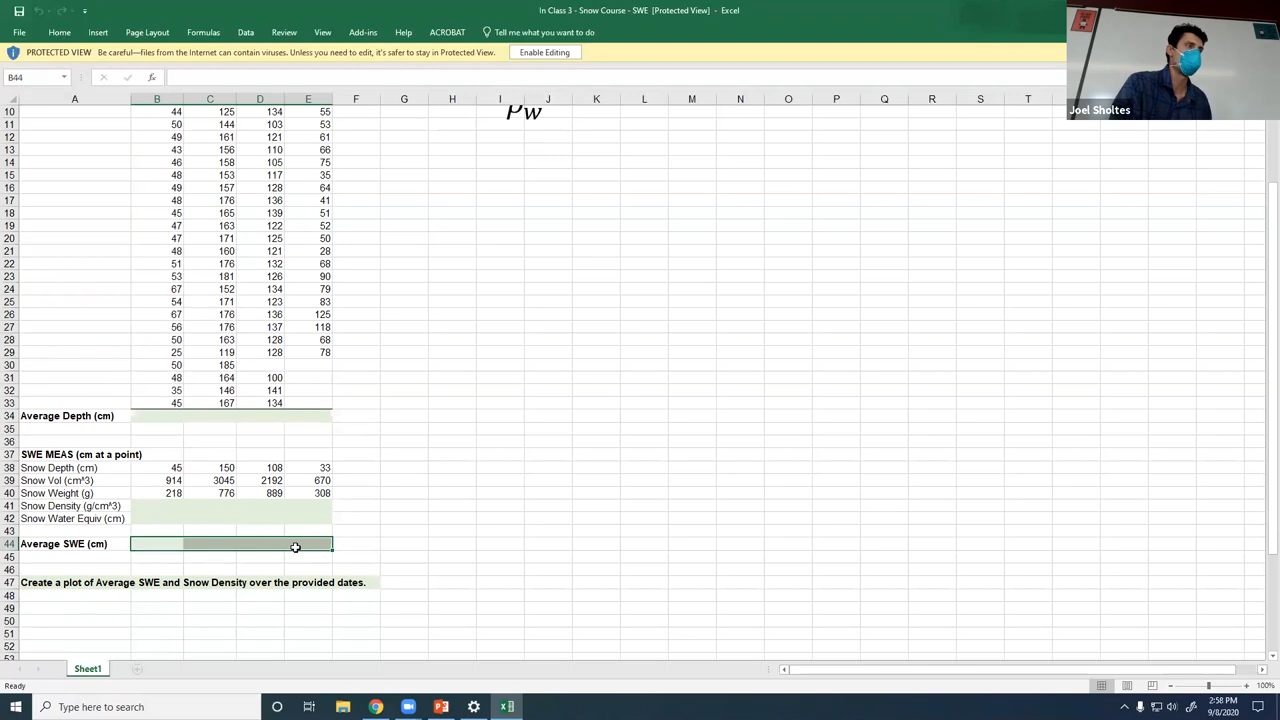 In Class 3 - Snow Course - SWE [Protected View] - Excel
File Home Insert Page Layout Formulas Data Review View Add-ins Help ACROBAT Tell me what you want to do
PROTECTED VIEW Be careful—files from the Internet can contain viruses. Unless you need to edit, it's safer to stay in Protected View. Enable Editing
B44 fx
Joel Sholtes
A B C D E F G H I J K L M N O P Q R S T
10 44 125 134 55
ρw
11 50 144 103 53
12 49 161 121 61
13 43 156 110 66
14 46 158 105 75
15 48 153 117 35
16 49 157 128 64
17 48 176 136 41
18 45 165 139 51
19 47 163 122 52
20 47 171 125 50
21 48 160 121 28
22 51 176 132 68
23 53 181 126 90
24 67 152 134 79
25 54 171 123 83
26 67 176 136 125
27 56 176 137 118
28 50 163 128 68
29 25 119 128 78
30 50 185
31 48 164 100
32 35 146 141
33 45 167 134
34 Average Depth (cm)
35
36
37 SWE MEAS (cm at a point)
38 Snow Depth (cm) 45 150 108 33
39 Snow Vol (cm^3) 914 3045 2192 670
40 Snow Weight (g) 218 776 889 308
41 Snow Density (g/cm^3)
42 Snow Water Equiv (cm)
43
44 Average SWE (cm)
45
46
47 Create a plot of Average SWE and Snow Density over the provided dates.
48
49
50
51
52
53
Sheet1
Ready 100%
Type here to search
2:58 PM
9/8/2020